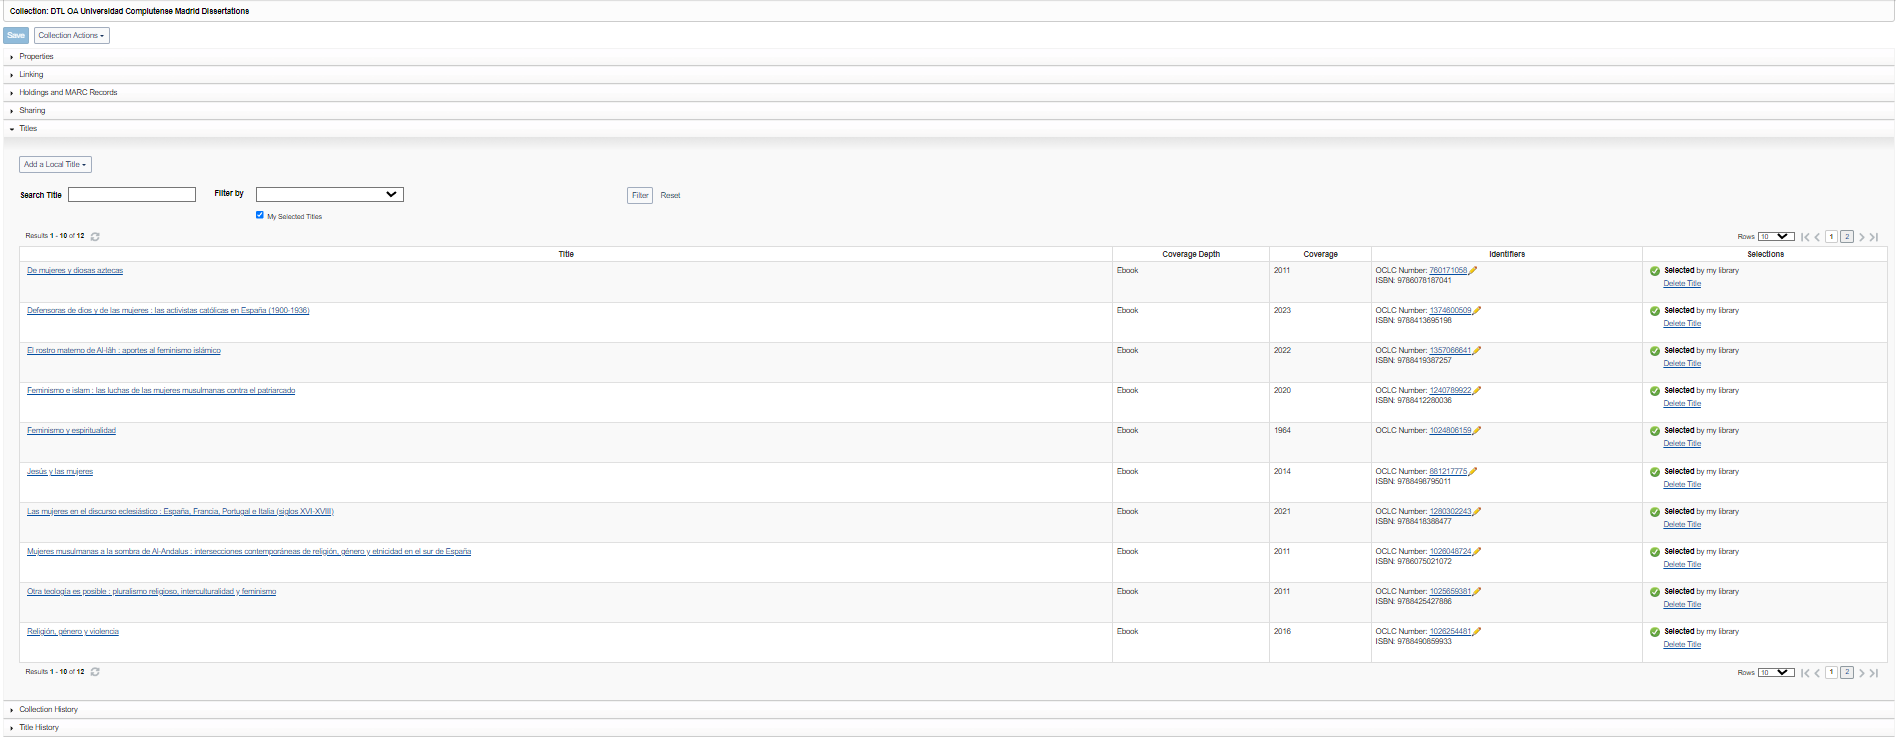 Collection: DTL OA Universidad Complutense Madrid Dissertations
Save Collection Actions
Properties
Linking
Holdings and MARC Records
Sharing
Titles
Add a Local Title
Search Title Filter by Filter Reset
My Selected Titles
Results 1 - 10 of 12 Rows 10 1 2
Title Coverage Depth Coverage Identifiers Selections
De mujeres y diosas aztecas Ebook 2011 OCLC Number: 760171058 Selected by my library
ISBN: 9786078187041 Delete Title
Defensoras de dios y de las mujeres : las activistas católicas en España (1900-1936) Ebook 2023 OCLC Number: 1374600509 Selected by my library
ISBN: 9788413695196 Delete Title
El rostro materno de Al-lâh : aportes al feminismo islámico Ebook 2022 OCLC Number: 1357066641 Selected by my library
ISBN: 9788419387257 Delete Title
Feminismo e islam : las luchas de las mujeres musulmanas contra el patriarcado Ebook 2020 OCLC Number: 1240789922 Selected by my library
ISBN: 9788412280036 Delete Title
Feminismo y espiritualidad Ebook 1964 OCLC Number: 1024806159 Selected by my library
Delete Title
Jesús y las mujeres Ebook 2014 OCLC Number: 861217775 Selected by my library
ISBN: 9788498795011 Delete Title
Las mujeres en el discurso eclesiástico : España, Francia, Portugal e Italia (siglos XVI-XVIII) Ebook 2021 OCLC Number: 1280302243 Selected by my library
ISBN: 9788418388477 Delete Title
Mujeres musulmanas a la sombra de Al-Andalus : intersecciones contemporáneas de religión, género y etnicidad en el sur de España Ebook 2011 OCLC Number: 1026048724 Selected by my library
ISBN: 9786075021072 Delete Title
Otra teología es posible : pluralismo religioso, interculturalidad y feminismo Ebook 2011 OCLC Number: 1025659381 Selected by my library
ISBN: 9788425427886 Delete Title
Religión, género y violencia Ebook 2016 OCLC Number: 1026254481 Selected by my library
ISBN: 9788490859933 Delete Title
Results 1 - 10 of 12 Rows 10 1 2
Collection History
Title History